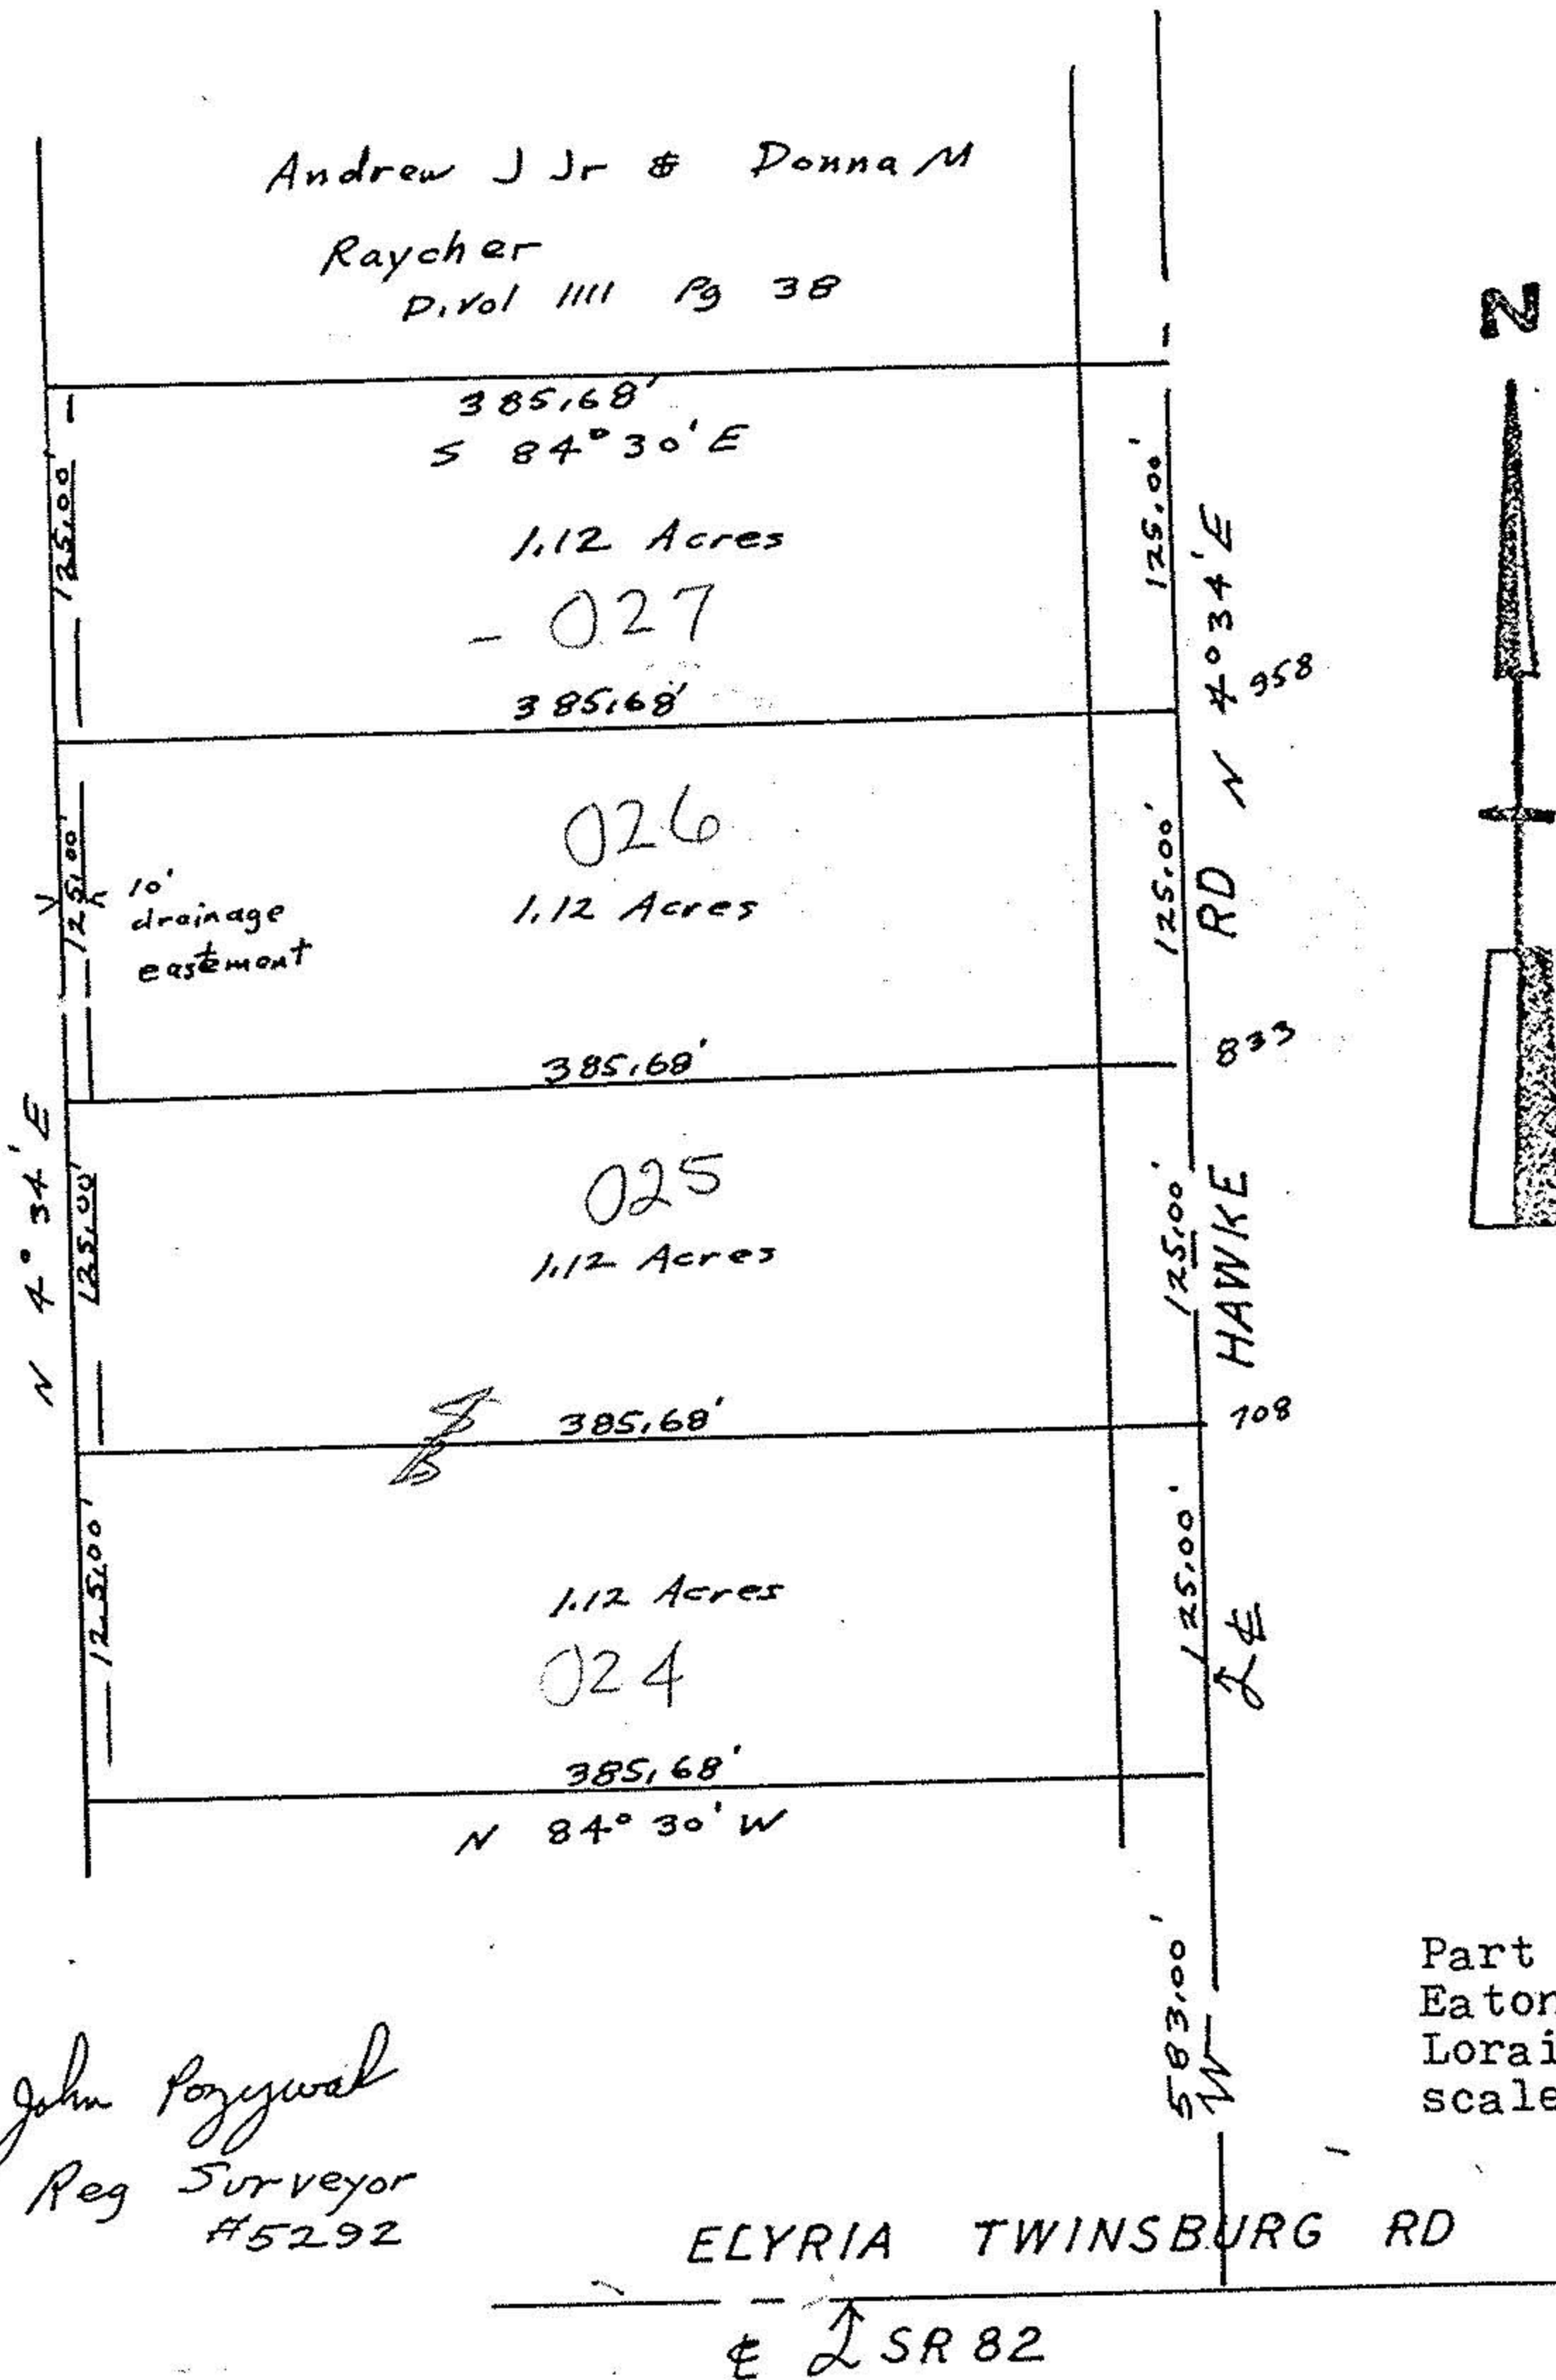 Andrew J Jr & Donna M
Raycher
D.Vol 1111 Pg 38
N
385.68'
S 84° 30' E
125.00'
125.00'
1.12 Acres
- 027
N 4° 34' E
958
385.68'
026
125.00'
125.00'
10'
drainage
eastement
1.12 Acres
RD
833
385.68'
N 4° 34' E
025
125.00'
125.00'
1.12 Acres
HAWKE
385.68'
708
125.00'
125.00'
1.12 Acres
024
℄
385.68'
N 84° 30' W
583.00'
Part
Eaton
Lorai
scale
John Pozywal
Reg Surveyor
#5292
ELYRIA TWINSBURG RD
℄ SR 82